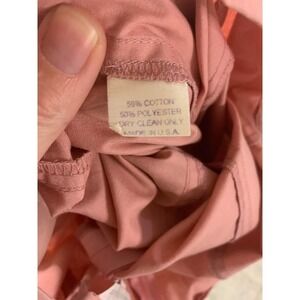 50% COTTON
50% POLYESTER
DRY CLEAN ONLY
MADE IN U.S.A.